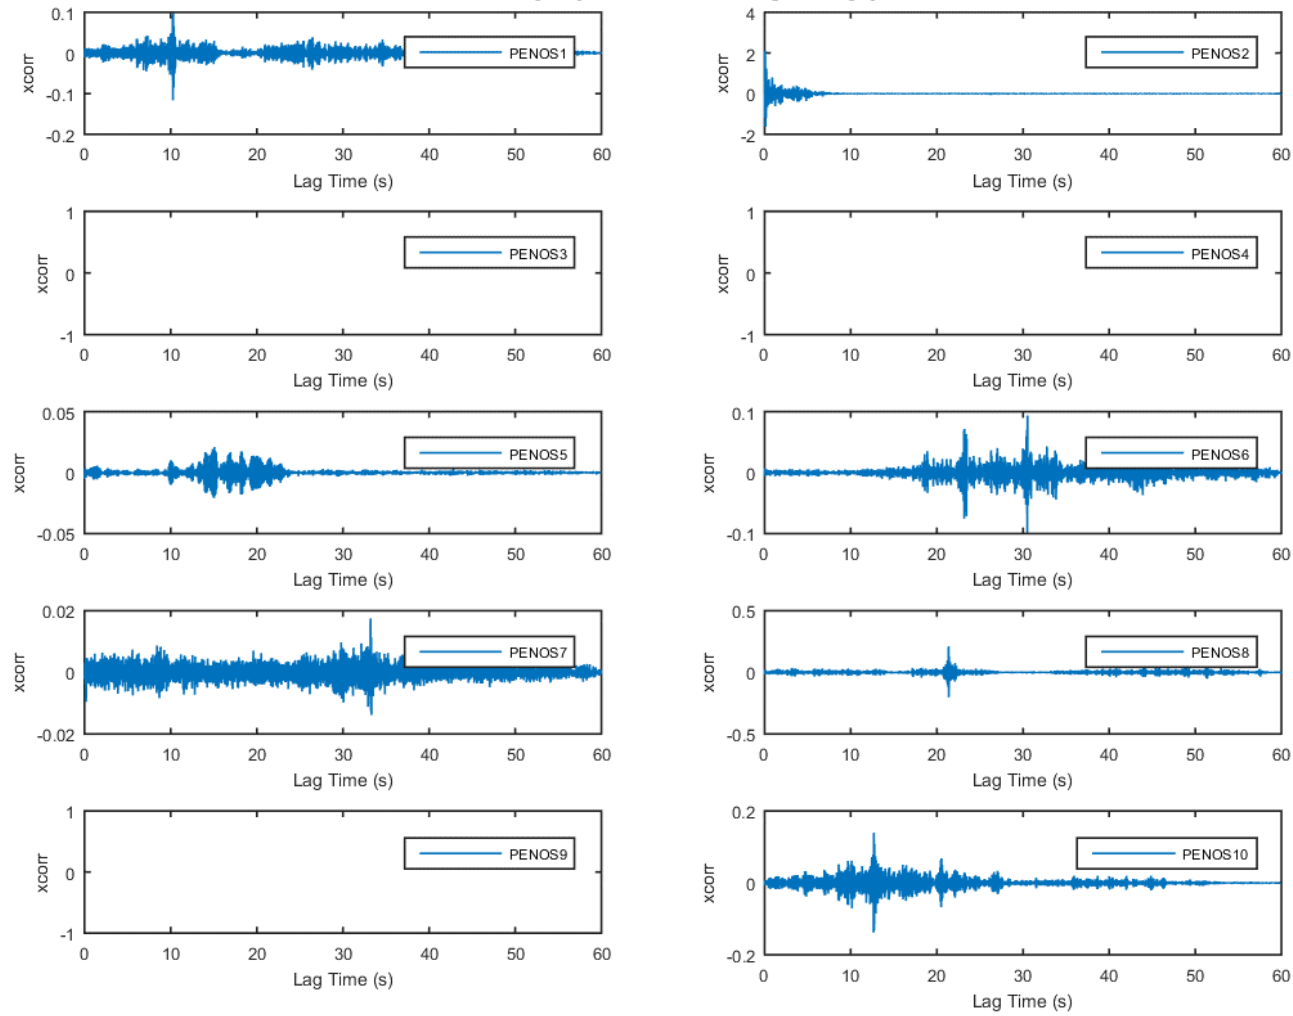 0.1
0
-0.1
-0.2
xcorr
PENOS1
0 10 20 30 40 50 60
Lag Time (s)
4
2
0
-2
xcorr
PENOS2
0 10 20 30 40 50 60
Lag Time (s)
1
0
-1
xcorr
PENOS3
0 10 20 30 40 50 60
Lag Time (s)
1
0
-1
xcorr
PENOS4
0 10 20 30 40 50 60
Lag Time (s)
0.05
0
-0.05
xcorr
PENOS5
0 10 20 30 40 50 60
Lag Time (s)
0.1
0
-0.1
xcorr
PENOS6
0 10 20 30 40 50 60
Lag Time (s)
0.02
0
-0.02
xcorr
PENOS7
0 10 20 30 40 50 60
Lag Time (s)
0.5
0
-0.5
xcorr
PENOS8
0 10 20 30 40 50 60
Lag Time (s)
1
0
-1
xcorr
PENOS9
0 10 20 30 40 50 60
Lag Time (s)
0.2
0
-0.2
xcorr
PENOS10
0 10 20 30 40 50 60
Lag Time (s)